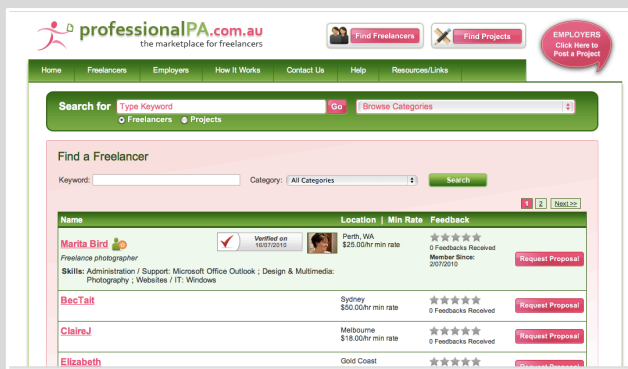 professionalPA.com.au
the marketplace for freelancers
Find Freelancers
Find Projects
EMPLOYERS
Click Here to
Post a Project
Home Freelancers Employers How It Works Contact Us Help Resources/Links
Search for Type Keyword Go Browse Categories
Freelancers Projects
Find a Freelancer
Keyword: Category: All Categories Search
1 2 Next >>
Name Location | Min Rate Feedback
Marita Bird Verified on Perth, WA
16/07/2010 $25.00/hr min rate 0 Feedbacks Received
Freelance photographer Member Since: Request Proposal
2/07/2010
Skills: Administration / Support: Microsoft Office Outlook ; Design & Multimedia:
Photography ; Websites / IT: Windows
BecTait Sydney
$50.00/hr min rate 0 Feedbacks Received Request Proposal
ClaireJ Melbourne
$18.00/hr min rate 0 Feedbacks Received Request Proposal
Elizabeth Gold Coast
Request Proposal